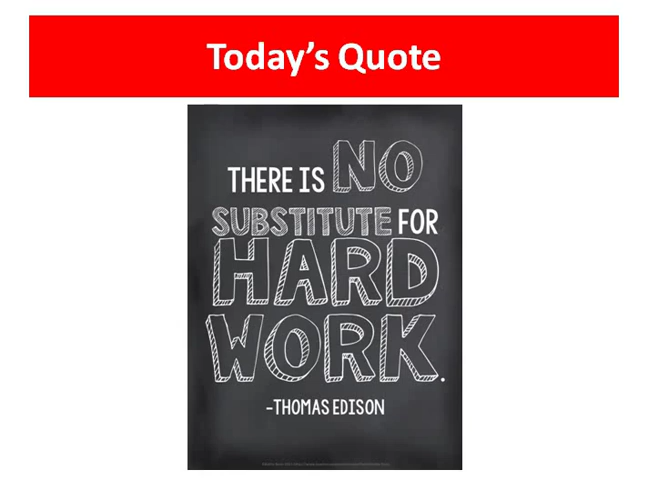 Today's Quote
THERE IS NO
SUBSTITUTE FOR
HARD
WORK.
-THOMAS EDISON